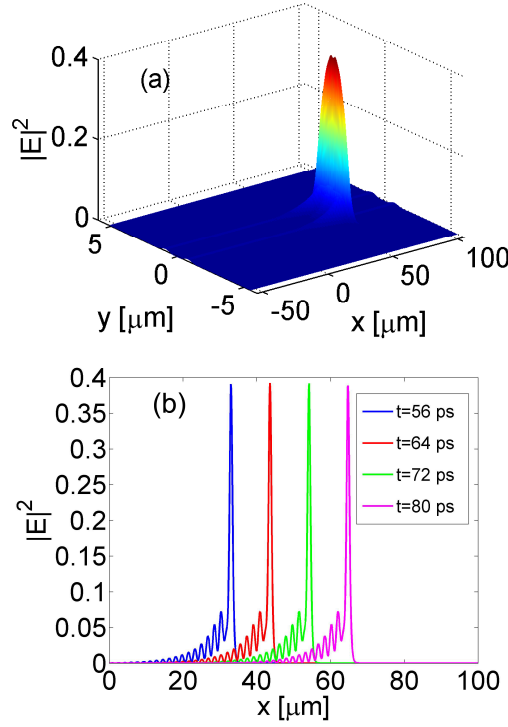 (a)
|E|²
0.4
0.2
0
5
0
-5
y [μm]
-50
0
50
100
x [μm]
(b)
|E|²
0.4
0.35
0.3
0.25
0.2
0.15
0.1
0.05
0
0
20
40
60
80
100
x [μm]
t=56 ps
t=64 ps
t=72 ps
t=80 ps